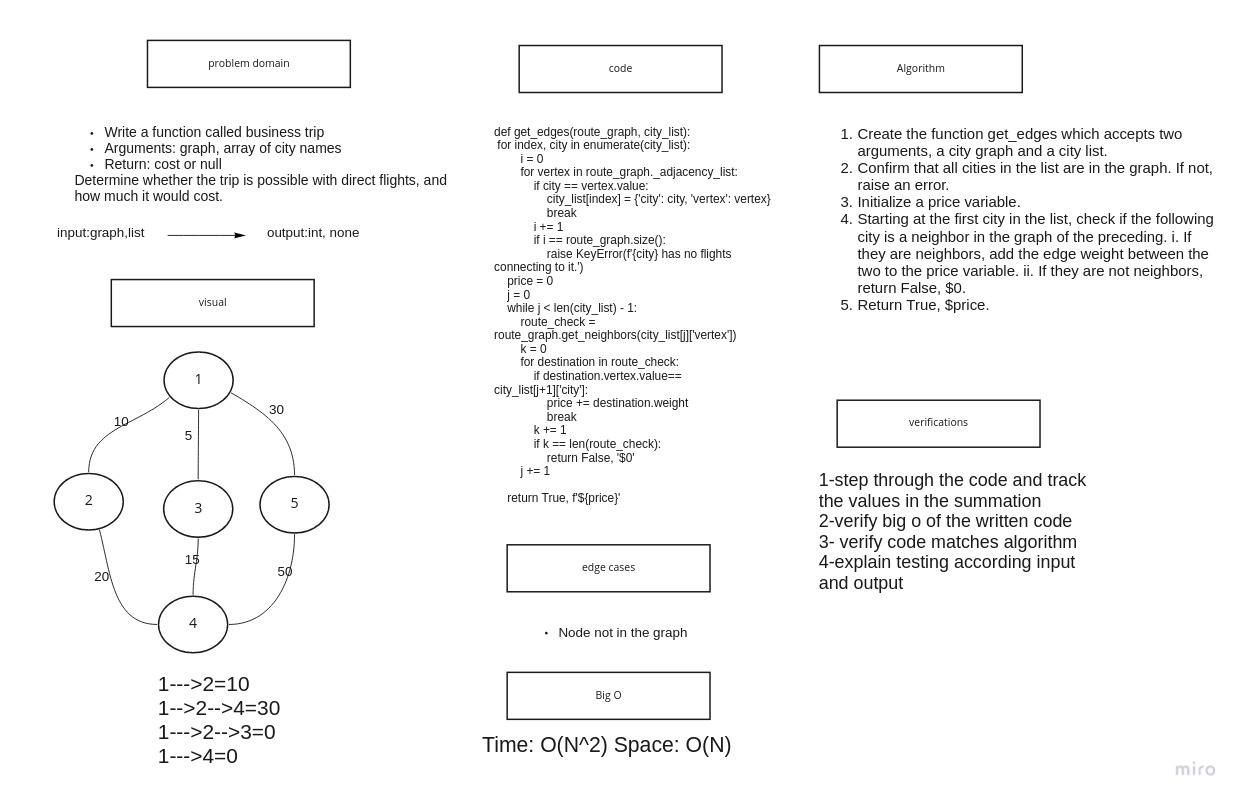 problem domain
• Write a function called business trip
• Arguments: graph, array of city names
• Return: cost or null
Determine whether the trip is possible with direct flights, and
how much it would cost.
input:graph,list
output:int, none
visual
1
10
5
30
2
3
5
20
15
50
4
1--->2=10
1-->2-->4=30
1--->2-->3=0
1--->4=0
code
def get_edges(route_graph, city_list):
for index, city in enumerate(city_list):
i = 0
for vertex in route_graph._adjacency_list:
if city == vertex.value:
city_list[index] = {'city': city, 'vertex': vertex}
break
i += 1
if i == route_graph.size():
raise KeyError(f'{city} has no flights
connecting to it.')
price = 0
j = 0
while j < len(city_list) - 1:
route_check =
route_graph.get_neighbors(city_list[j]['vertex'])
k = 0
for destination in route_check:
if destination.vertex.value==
city_list[j+1]['city']:
price += destination.weight
break
k += 1
if k == len(route_check):
return False, '$0'
j += 1
return True, f'${price}'
edge cases
• Node not in the graph
Big O
Time: O(N^2) Space: O(N)
Algorithm
1. Create the function get_edges which accepts two
arguments, a city graph and a city list.
2. Confirm that all cities in the list are in the graph. If not,
raise an error.
3. Initialize a price variable.
4. Starting at the first city in the list, check if the following
city is a neighbor in the graph of the preceding. i. If
they are neighbors, add the edge weight between the
two to the price variable. ii. If they are not neighbors,
return False, $0.
5. Return True, $price.
verifications
1-step through the code and track
the values in the summation
2-verify big o of the written code
3- verify code matches algorithm
4-explain testing according input
and output
miro